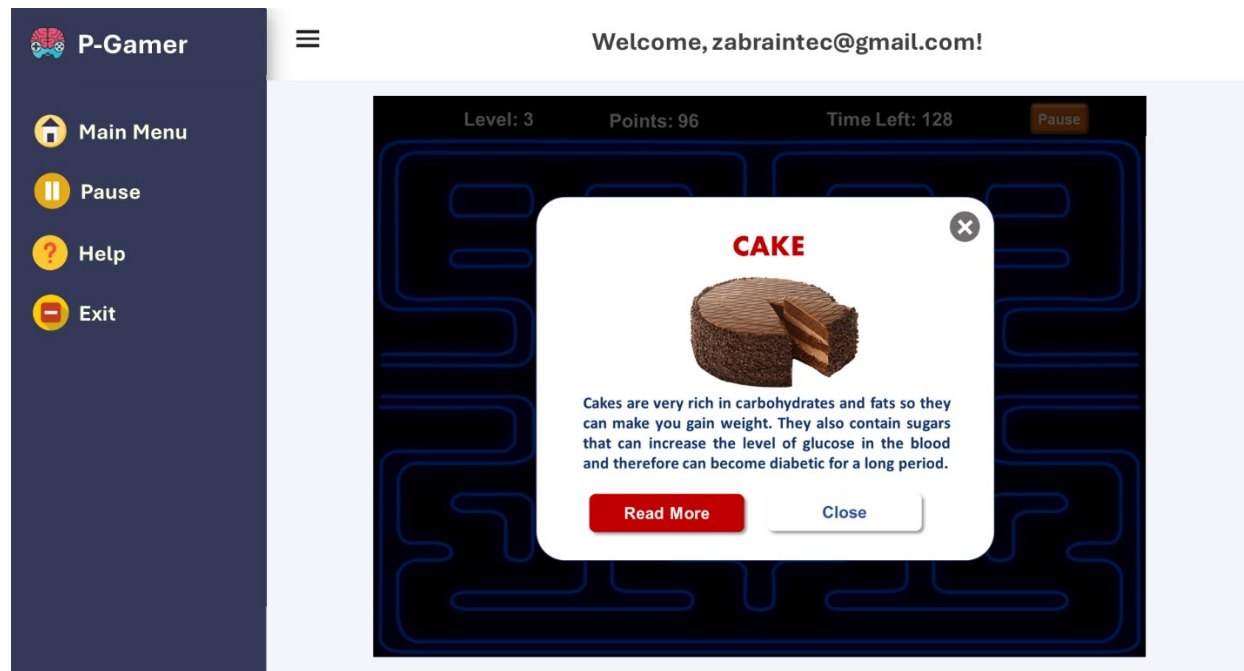 P-Gamer
Welcome, zabraintec@gmail.com!
Main Menu
Pause
Help
Exit
Level: 3 Points: 96 Time Left: 128 Pause
CAKE
Cakes are very rich in carbohydrates and fats so they
can make you gain weight. They also contain sugars
that can increase the level of glucose in the blood
and therefore can become diabetic for a long period.
Read More Close